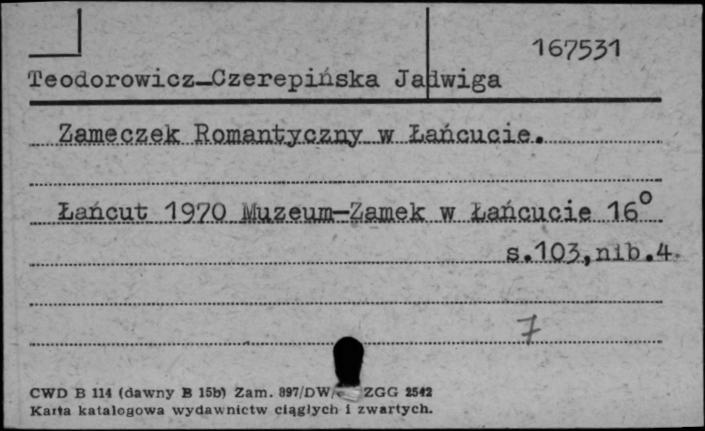 167531
Teodorowicz-Czerepińska Jadwiga
Zameczek Romantyczny w Łańcucie.
Łańcut 1970 Muzeum-Zamek w Łańcucie 16°
s.103,nlb.4.
7
CWD B 114 (dawny B 15b) Zam. 897/DW/ ZGG 2542
Karta katalogowa wydawnictw ciągłych i zwartych.